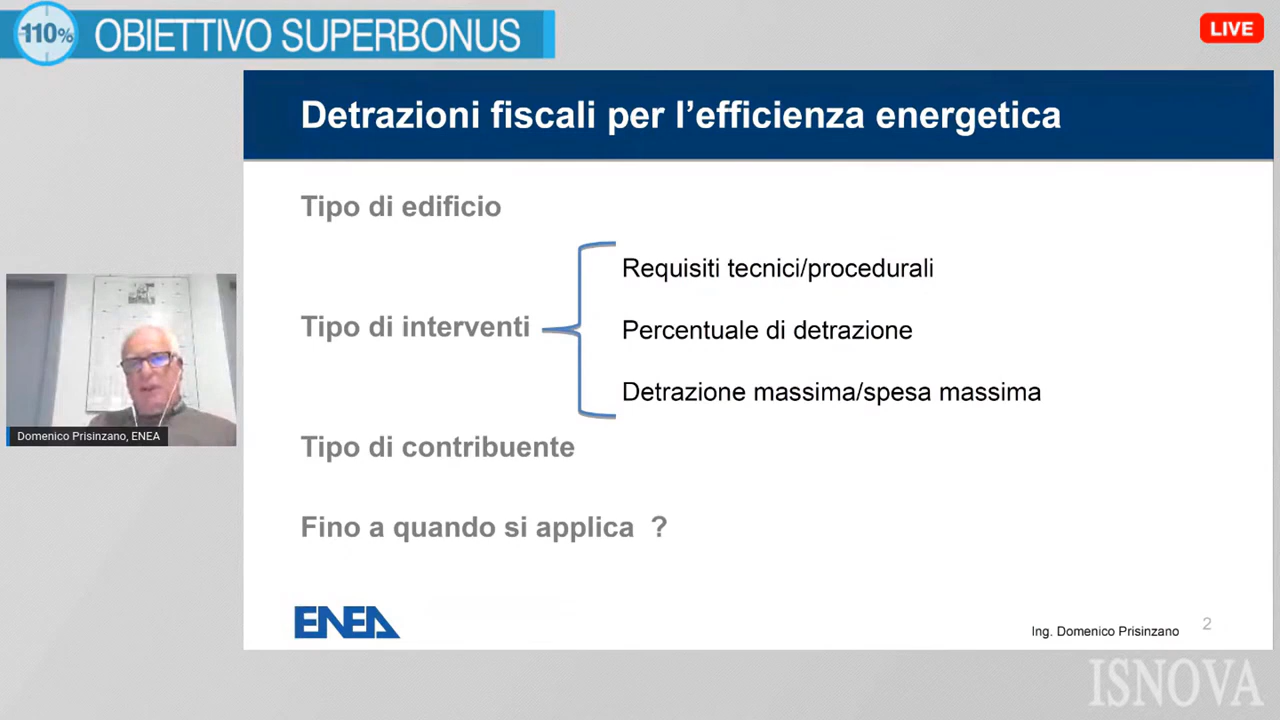 110%
OBIETTIVO SUPERBONUS
LIVE
Detrazioni fiscali per l’efficienza energetica
Tipo di edificio
Requisiti tecnici/procedurali
Tipo di interventi
Percentuale di detrazione
Detrazione massima/spesa massima
Tipo di contribuente
Fino a quando si applica ?
Domenico Prisinzano, ENEA
ENEA
Ing. Domenico Prisinzano
2
ISNOVA